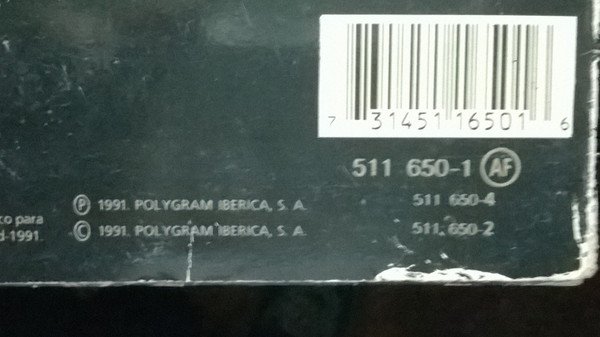 7 31451 16501 6
511 650-1 AF
Ⓟ 1991. POLYGRAM IBERICA, S. A. 511 650-4
co para
© 1991. POLYGRAM IBERICA, S. A. 511 650-2
d-1991.